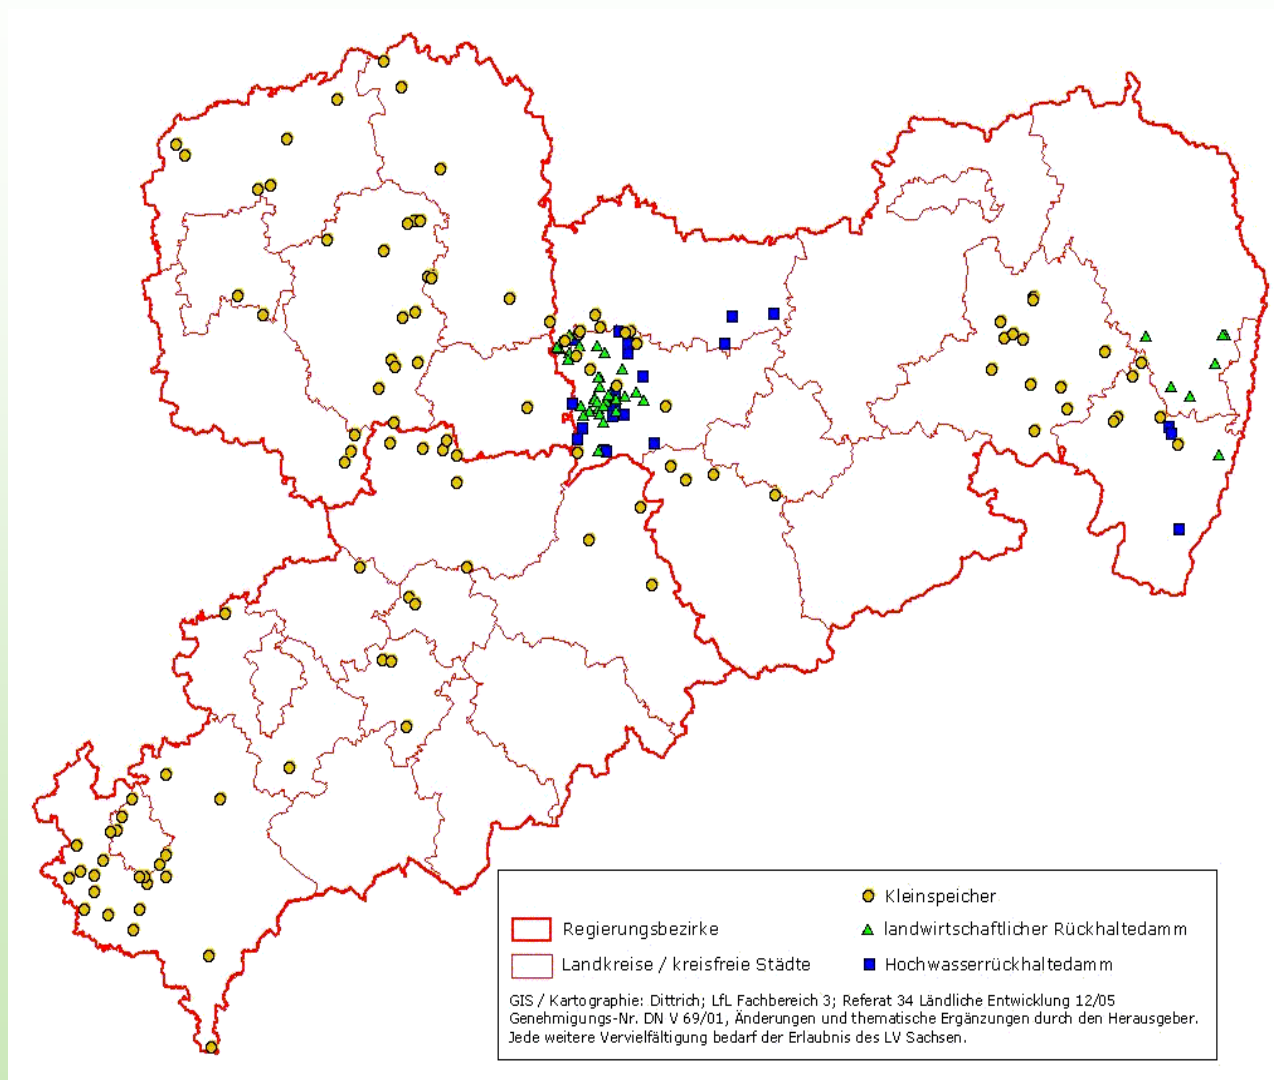 Kleinspeicher
Regierungsbezirke
landwirtschaftlicher Rückhaltedamm
Landkreise / kreisfreie Städte
Hochwasserrückhaltedamm
GIS / Kartographie: Dittrich; LfL Fachbereich 3; Referat 34 Ländliche Entwicklung 12/05
Genehmigungs-Nr. DN V 69/01, Änderungen und thematische Ergänzungen durch den Herausgeber.
Jede weitere Vervielfältigung bedarf der Erlaubnis des LV Sachsen.